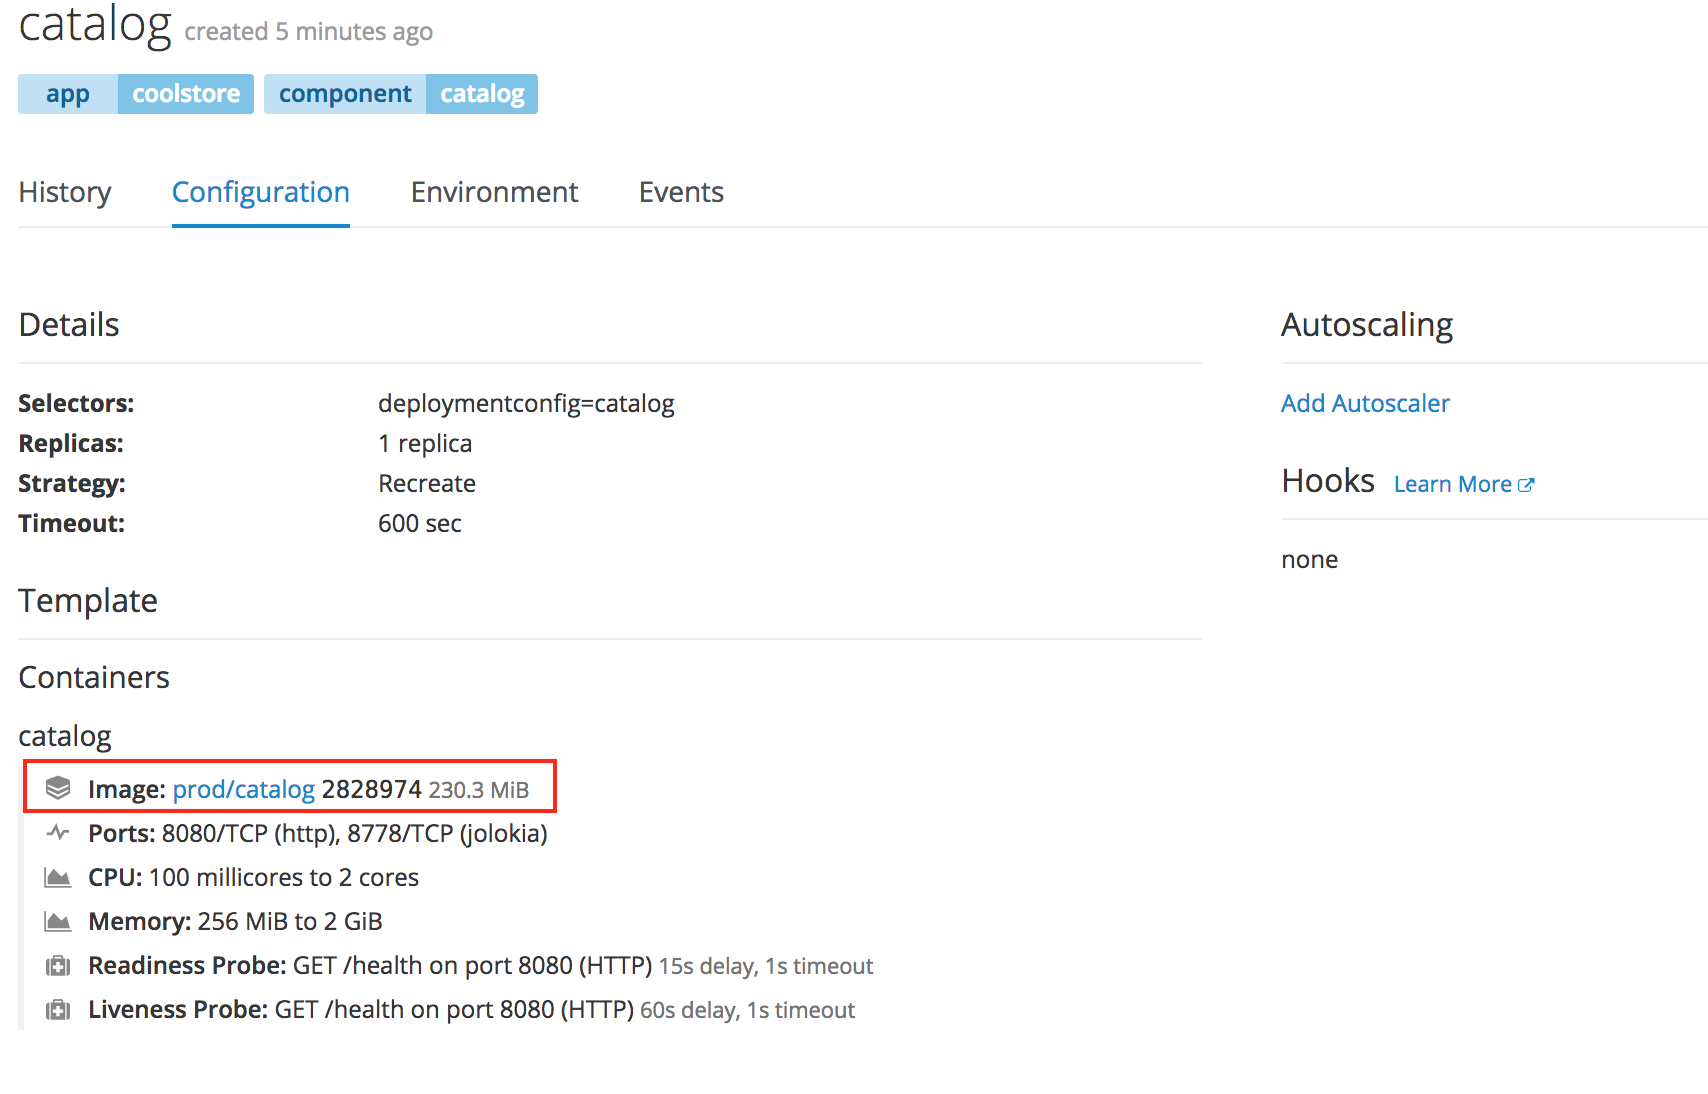 catalog created 5 minutes ago
app coolstore component catalog
History Configuration Environment Events
Details
Selectors: deploymentconfig=catalog
Replicas: 1 replica
Strategy: Recreate
Timeout: 600 sec
Autoscaling
Add Autoscaler
Hooks Learn More
none
Template
Containers
catalog
Image: prod/catalog 2828974 230.3 MiB
Ports: 8080/TCP (http), 8778/TCP (jolokia)
CPU: 100 millicores to 2 cores
Memory: 256 MiB to 2 GiB
Readiness Probe: GET /health on port 8080 (HTTP) 15s delay, 1s timeout
Liveness Probe: GET /health on port 8080 (HTTP) 60s delay, 1s timeout